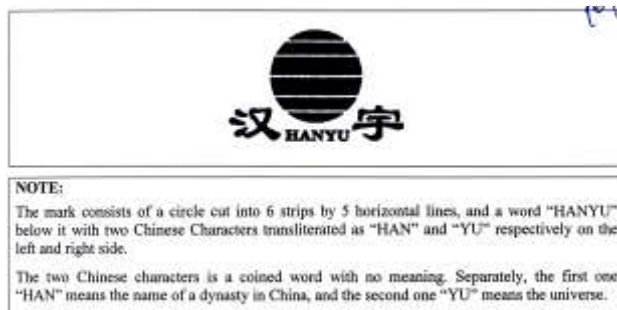 汉 HANYU 宇
NOTE:
The mark consists of a circle cut into 6 strips by 5 horizontal lines, and a word "HANYU"
below it with two Chinese Characters transliterated as "HAN" and "YU" respectively on the
left and right side.
The two Chinese characters is a coined word with no meaning. Separately, the first one
"HAN" means the name of a dynasty in China, and the second one "YU" means the universe.